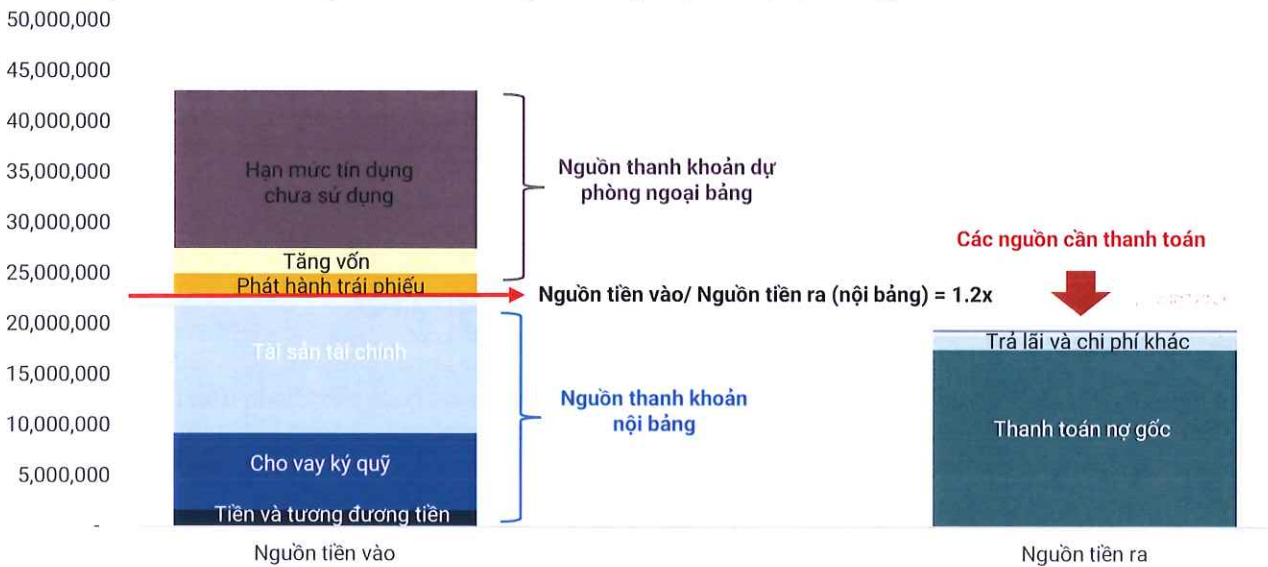 50,000,000
45,000,000
40,000,000
35,000,000
30,000,000
25,000,000
20,000,000
15,000,000
10,000,000
5,000,000
-
Hạn mức tín dụng
chưa sử dụng
Tăng vốn
Phát hành trái phiếu
Tài sản tài chính
Cho vay ký quỹ
Tiền và tương đương tiền
Nguồn tiền vào
Nguồn thanh khoản dự
phòng ngoại bảng
Nguồn tiền vào/ Nguồn tiền ra (nội bảng) = 1.2x
Nguồn thanh khoản
nội bảng
Các nguồn cần thanh toán
Trả lãi và chi phí khác
Thanh toán nợ gốc
Nguồn tiền ra